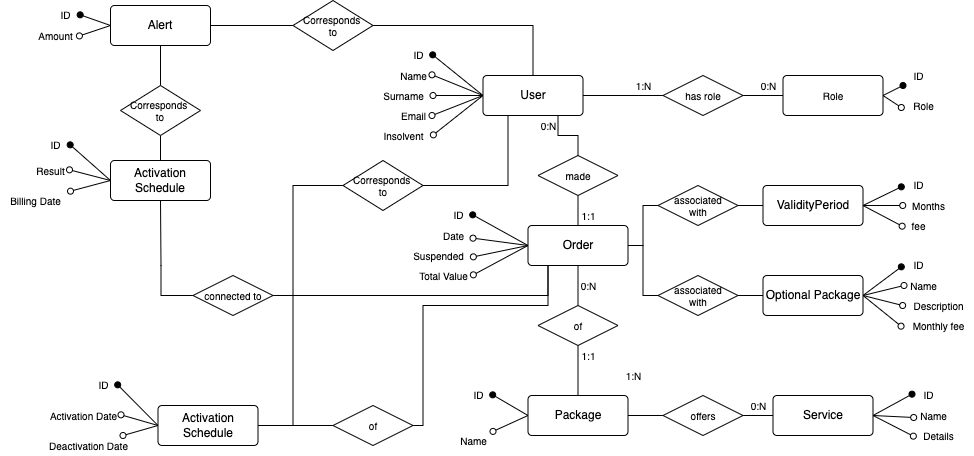 ID
Amount
Alert
Corresponds
to
Corresponds
to
ID
Name
Surname
Email
Insolvent
User
1:N
has role
0:N
Role
ID
Role
0:N
made
1:1
ID
Result
Billing Date
Activation
Schedule
Corresponds
to
ID
Date
Suspended
Total Value
Order
associated
with
ValidityPeriod
ID
Months
fee
associated
with
Optional Package
ID
Name
Description
Monthly fee
connected to
0:N
of
1:1
1:N
ID
Activation Date
Deactivation Date
Activation
Schedule
of
ID
Name
Package
offers
0:N
Service
ID
Name
Details